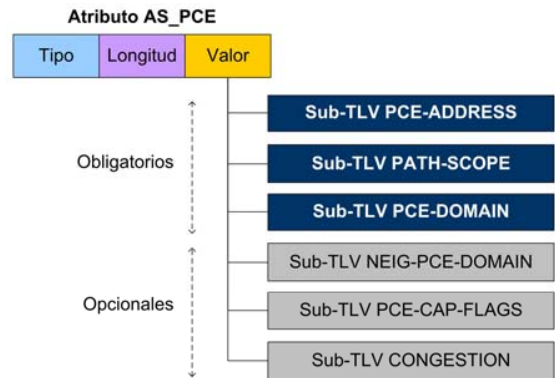 Atributo AS_PCE
Tipo Longitud Valor
Sub-TLV PCE-ADDRESS
Obligatorios
Sub-TLV PATH-SCOPE
Sub-TLV PCE-DOMAIN
Sub-TLV NEIG-PCE-DOMAIN
Opcionales
Sub-TLV PCE-CAP-FLAGS
Sub-TLV CONGESTION